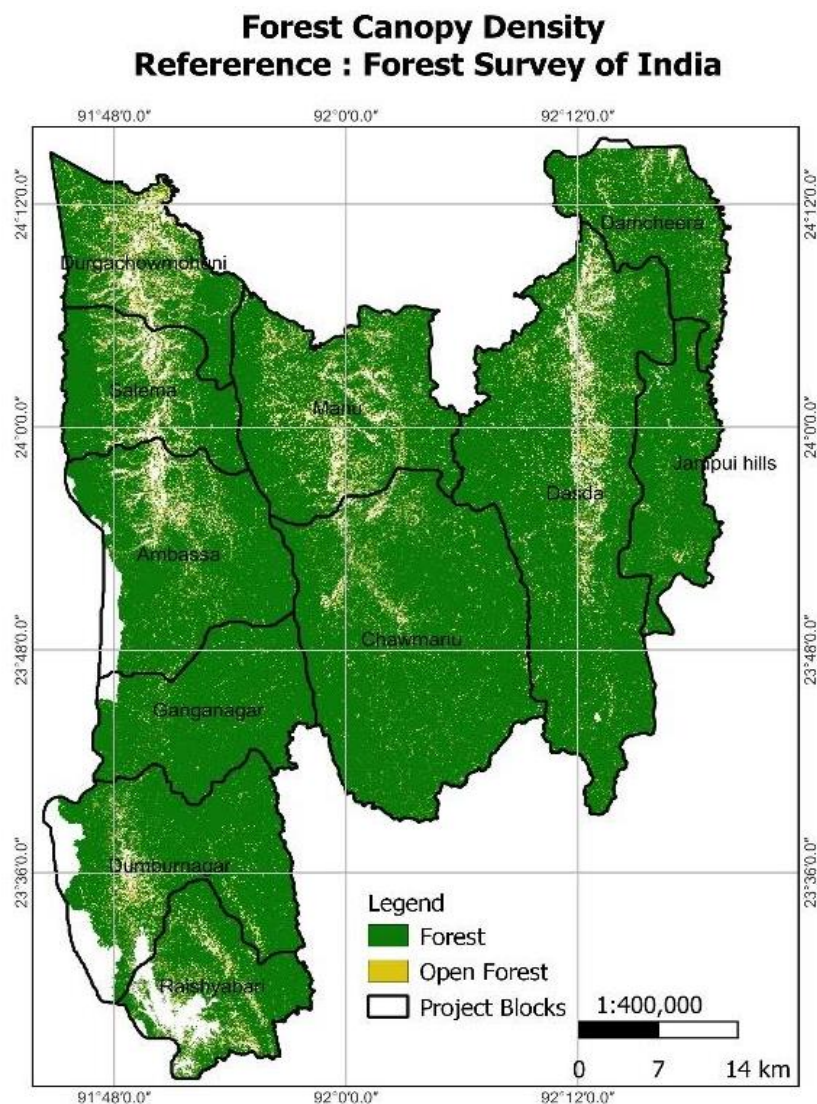 Forest Canopy Density
Refererence : Forest Survey of India
91°48'0.0" 92°0'0.0" 92°12'0.0"
24°12'0.0" 24°12'0.0"
Damcheera
Durgachowmohuni
Salema
Manu
24°0'0.0" 24°0'0.0"
Jampui hills
Dasda
Ambassa
Chawmanu
23°48'0.0" 23°48'0.0"
Ganganagar
Dumburnagar
23°36'0.0" 23°36'0.0"
Legend
Forest
Open Forest
Raishyabari
Project Blocks
1:400,000
0 7 14 km
91°48'0.0" 92°0'0.0" 92°12'0.0"